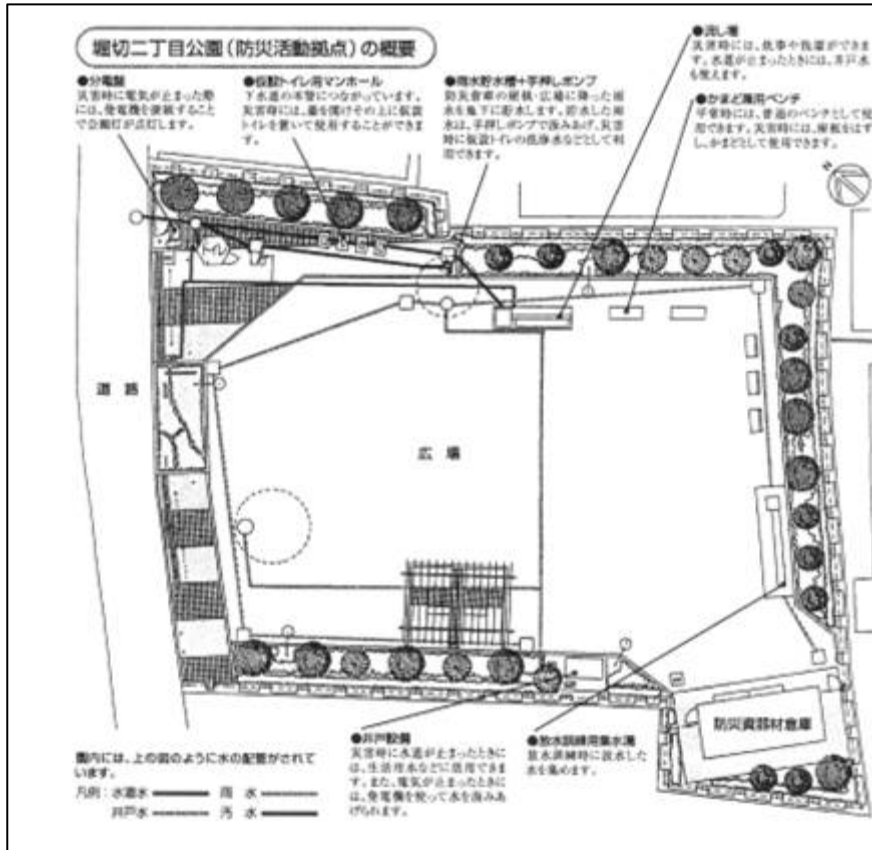 堀切二丁目公園(防災活動拠点)の概要
●分電盤
災害時に電気が止まった際
には、発電機を接続すること
で公園灯が点灯します。
●仮設トイレ用マンホール
下水道の本管につながっています。
災害時には、蓋を開けその上に仮設
トイレを置いて使用することができま
す。
●雨水貯水槽+手押しポンプ
防災倉庫の屋根・広場に降った雨
水を地下に貯水します。貯水した雨
水は、手押しポンプで汲みあげ、災害
時に仮設トイレの洗浄水などとして利
用できます。
●流し場
災害時には、炊事や洗濯ができま
す。水道が止まったときには、井戸水
も使えます。
●かまど兼用ベンチ
平常時には、普通のベンチとして使
用できます。災害時には、座板をはず
し、かまどとして使用できます。
N
トイレ
道路
広場
防災資器材倉庫
●井戸設備
災害時に水道が止まったときに
は、生活用水などに活用できま
す。また、電気が止まったときに
は、発電機を使って水を汲みあ
げられます。
●放水訓練用集水溝
放水訓練時に放水した
水を集めます。
園内には、上の図のように水の配管がされて
います。
凡例:水道水 雨水
井戸水 汚水